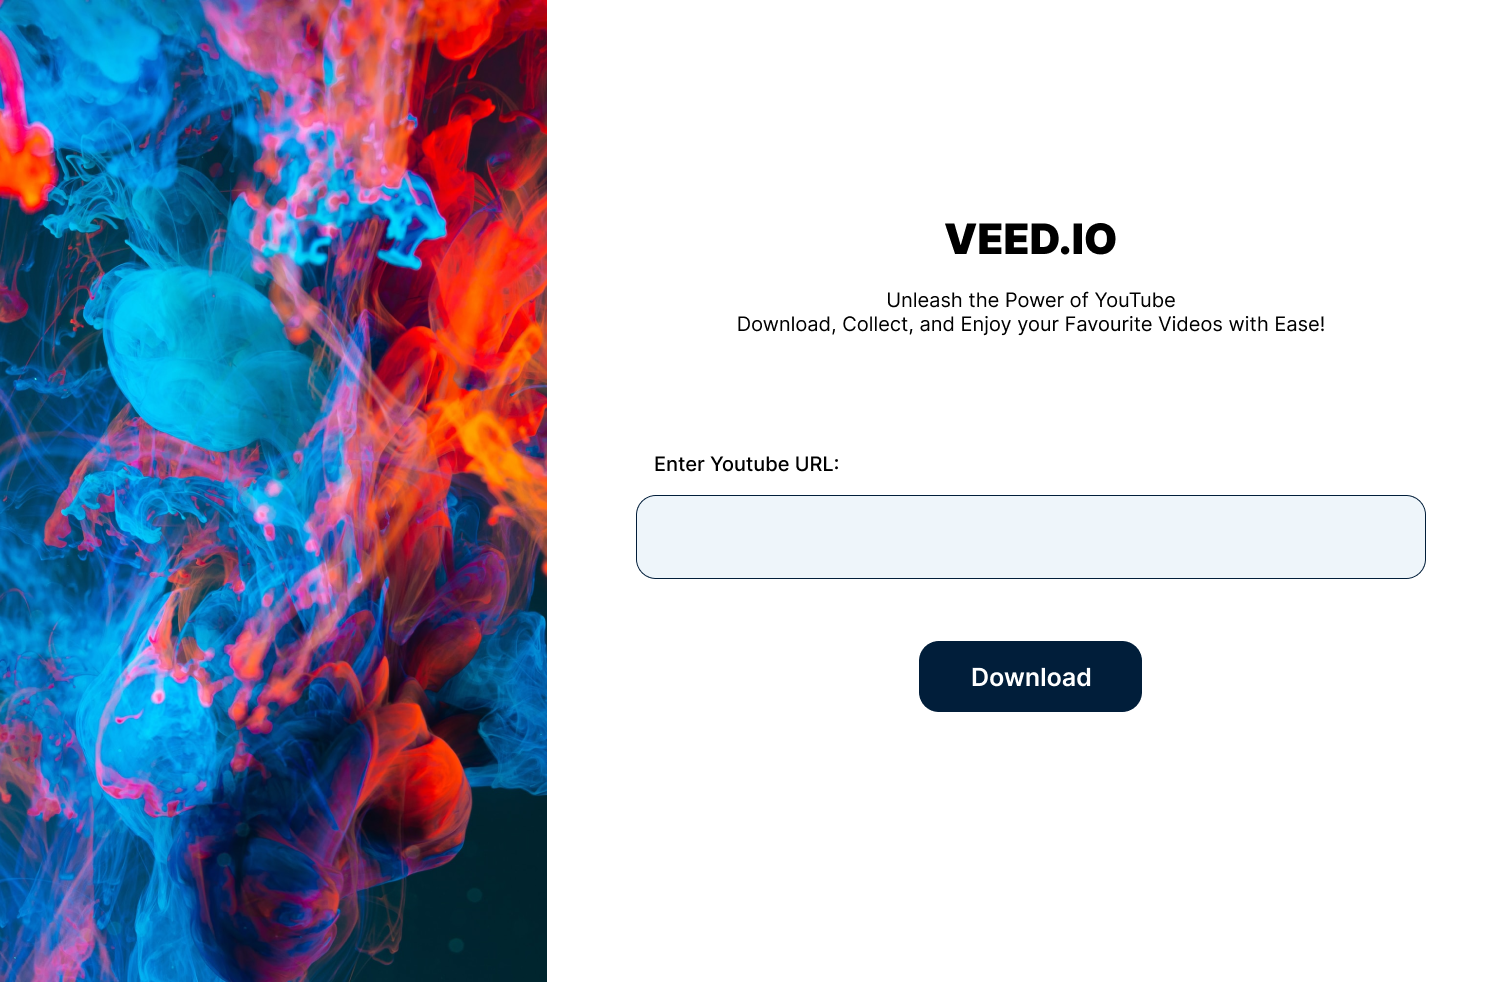 VEED.IO
Unleash the Power of YouTube
Download, Collect, and Enjoy your Favourite Videos with Ease!
Enter Youtube URL:
Download